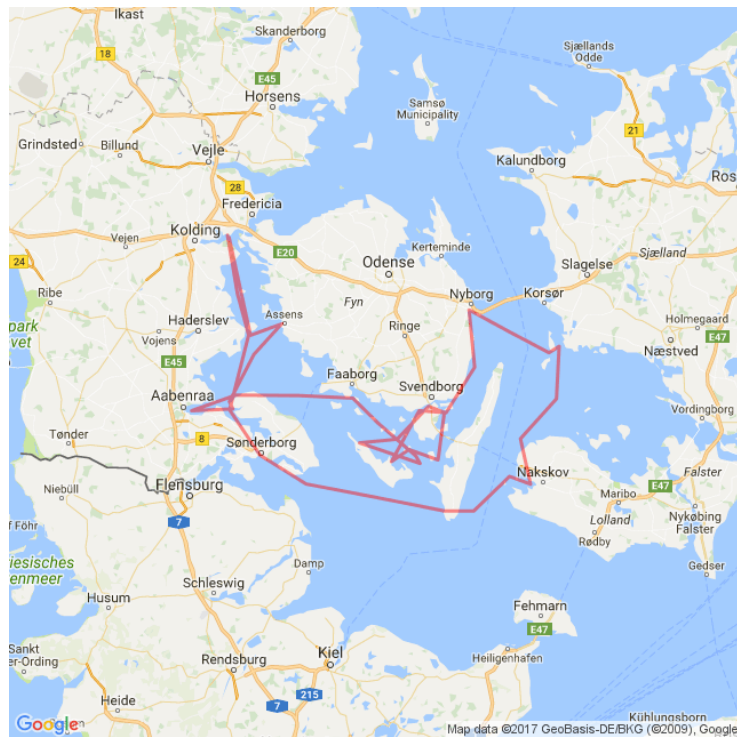 Ikast
18
Skanderborg
Sjællands
Odde
E45
Horsens
Samsø
Municipality
21
Grindsted
Billund
Vejle
Kalundborg
28
Fredericia
Ros
Kolding
Vejen
Kerteminde
E20
Odense
Sjælland
24
Slagelse
Ribe
Fyn
Nyborg
Korsør
Holmegaard
park
vet
Haderslev
Assens
Vojens
Ringe
Næstved
E47
E45
Faaborg
Svendborg
Aabenraa
Vordingborg
Tønder
8
Sønderborg
Nakskov
Falster
Niebüll
Flensburg
Maribo
E47
Lolland
Nykøbing
Falster
7
f Föhr
Rødby
iesisches
enmeer
Damp
Gedser
Schleswig
Husum
Fehmarn
E47
Sankt
er-Ording
Kiel
Heiligenhafen
Rendsburg
215
Heide
7
Kühlungsborn
Google
Map data ©2017 GeoBasis-DE/BKG (©2009), Google